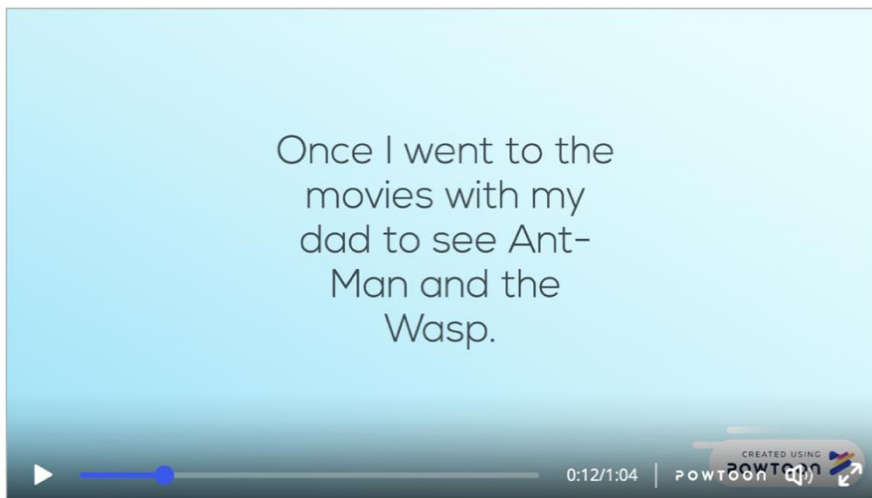 Once I went to the
movies with my
dad to see Ant-
Man and the
Wasp.
CREATED USING
POWTOON
0:12/1:04
POWTOON